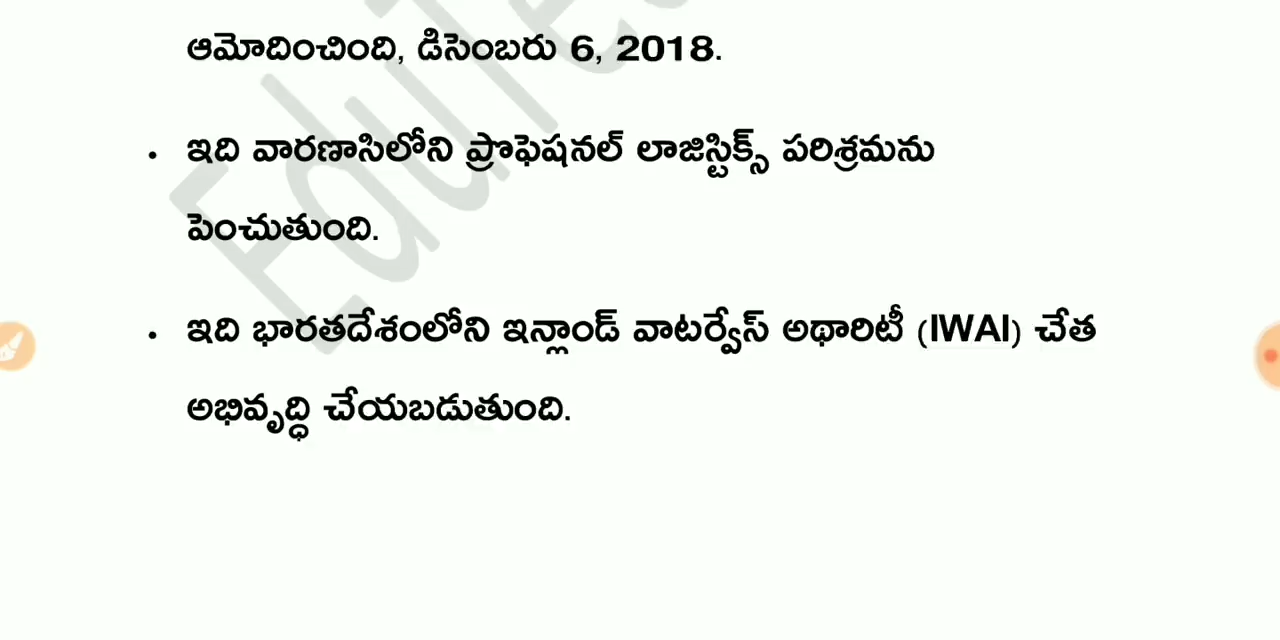 ఆమోదించింది, డిసెంబరు 6, 2018.
• ఇది వారణాసిలోని ప్రొఫెషనల్ లాజిస్టిక్స్ పరిశ్రమను
పెంచుతుంది.
• ఇది భారతదేశంలోని ఇన్లాండ్ వాటర్వేస్ అథారిటీ (IWAI) చేత
అభివృద్ధి చేయబడుతుంది.